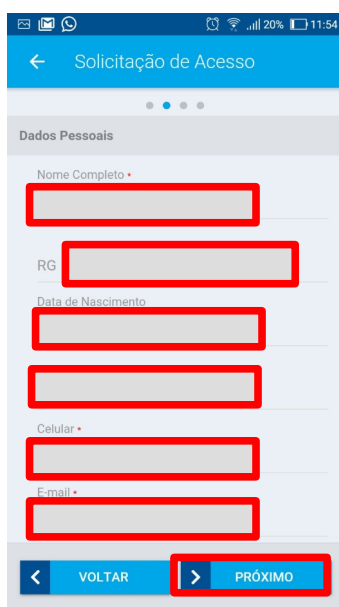 20% 11:54
Solicitação de Acesso
Dados Pessoais
Nome Completo •
RG
Data de Nascimento
Celular •
E-mail •
VOLTAR PRÓXIMO